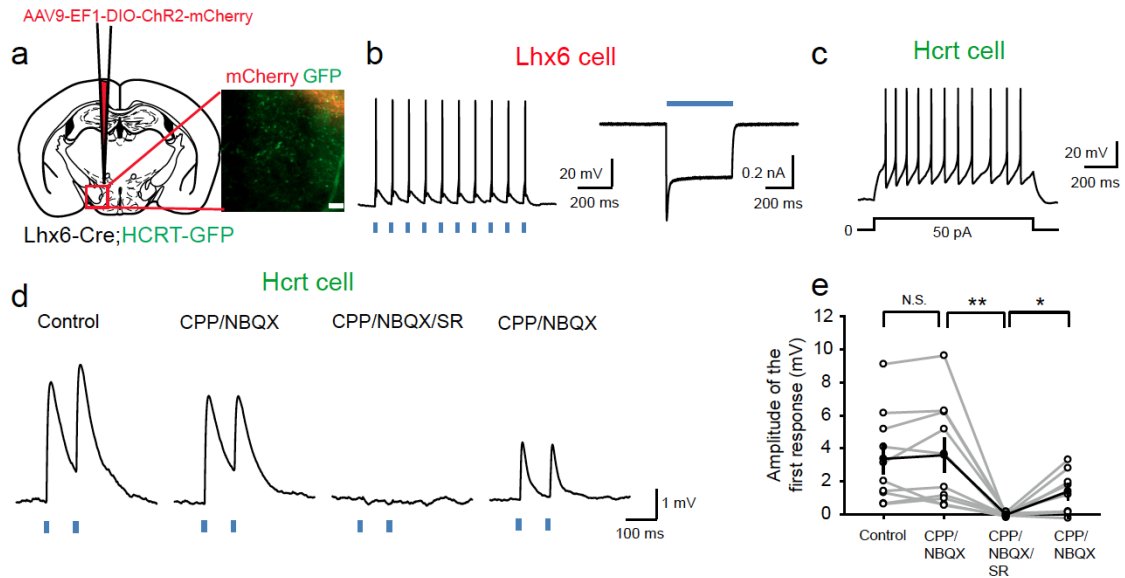 AAV9-EF1-DIO-ChR2-mCherry
a
mCherry GFP
Lhx6-Cre;HCRT-GFP
b
Lhx6 cell
20 mV
200 ms
0.2 nA
200 ms
c
Hcrt cell
20 mV
200 ms
0
50 pA
d
Hcrt cell
Control
CPP/NBQX
CPP/NBQX/SR
CPP/NBQX
1 mV
100 ms
e
N.S.
**
*
Amplitude of the
first response (mV)
12
10
8
6
4
2
0
Control
CPP/
NBQX
CPP/
NBQX/
SR
CPP/
NBQX